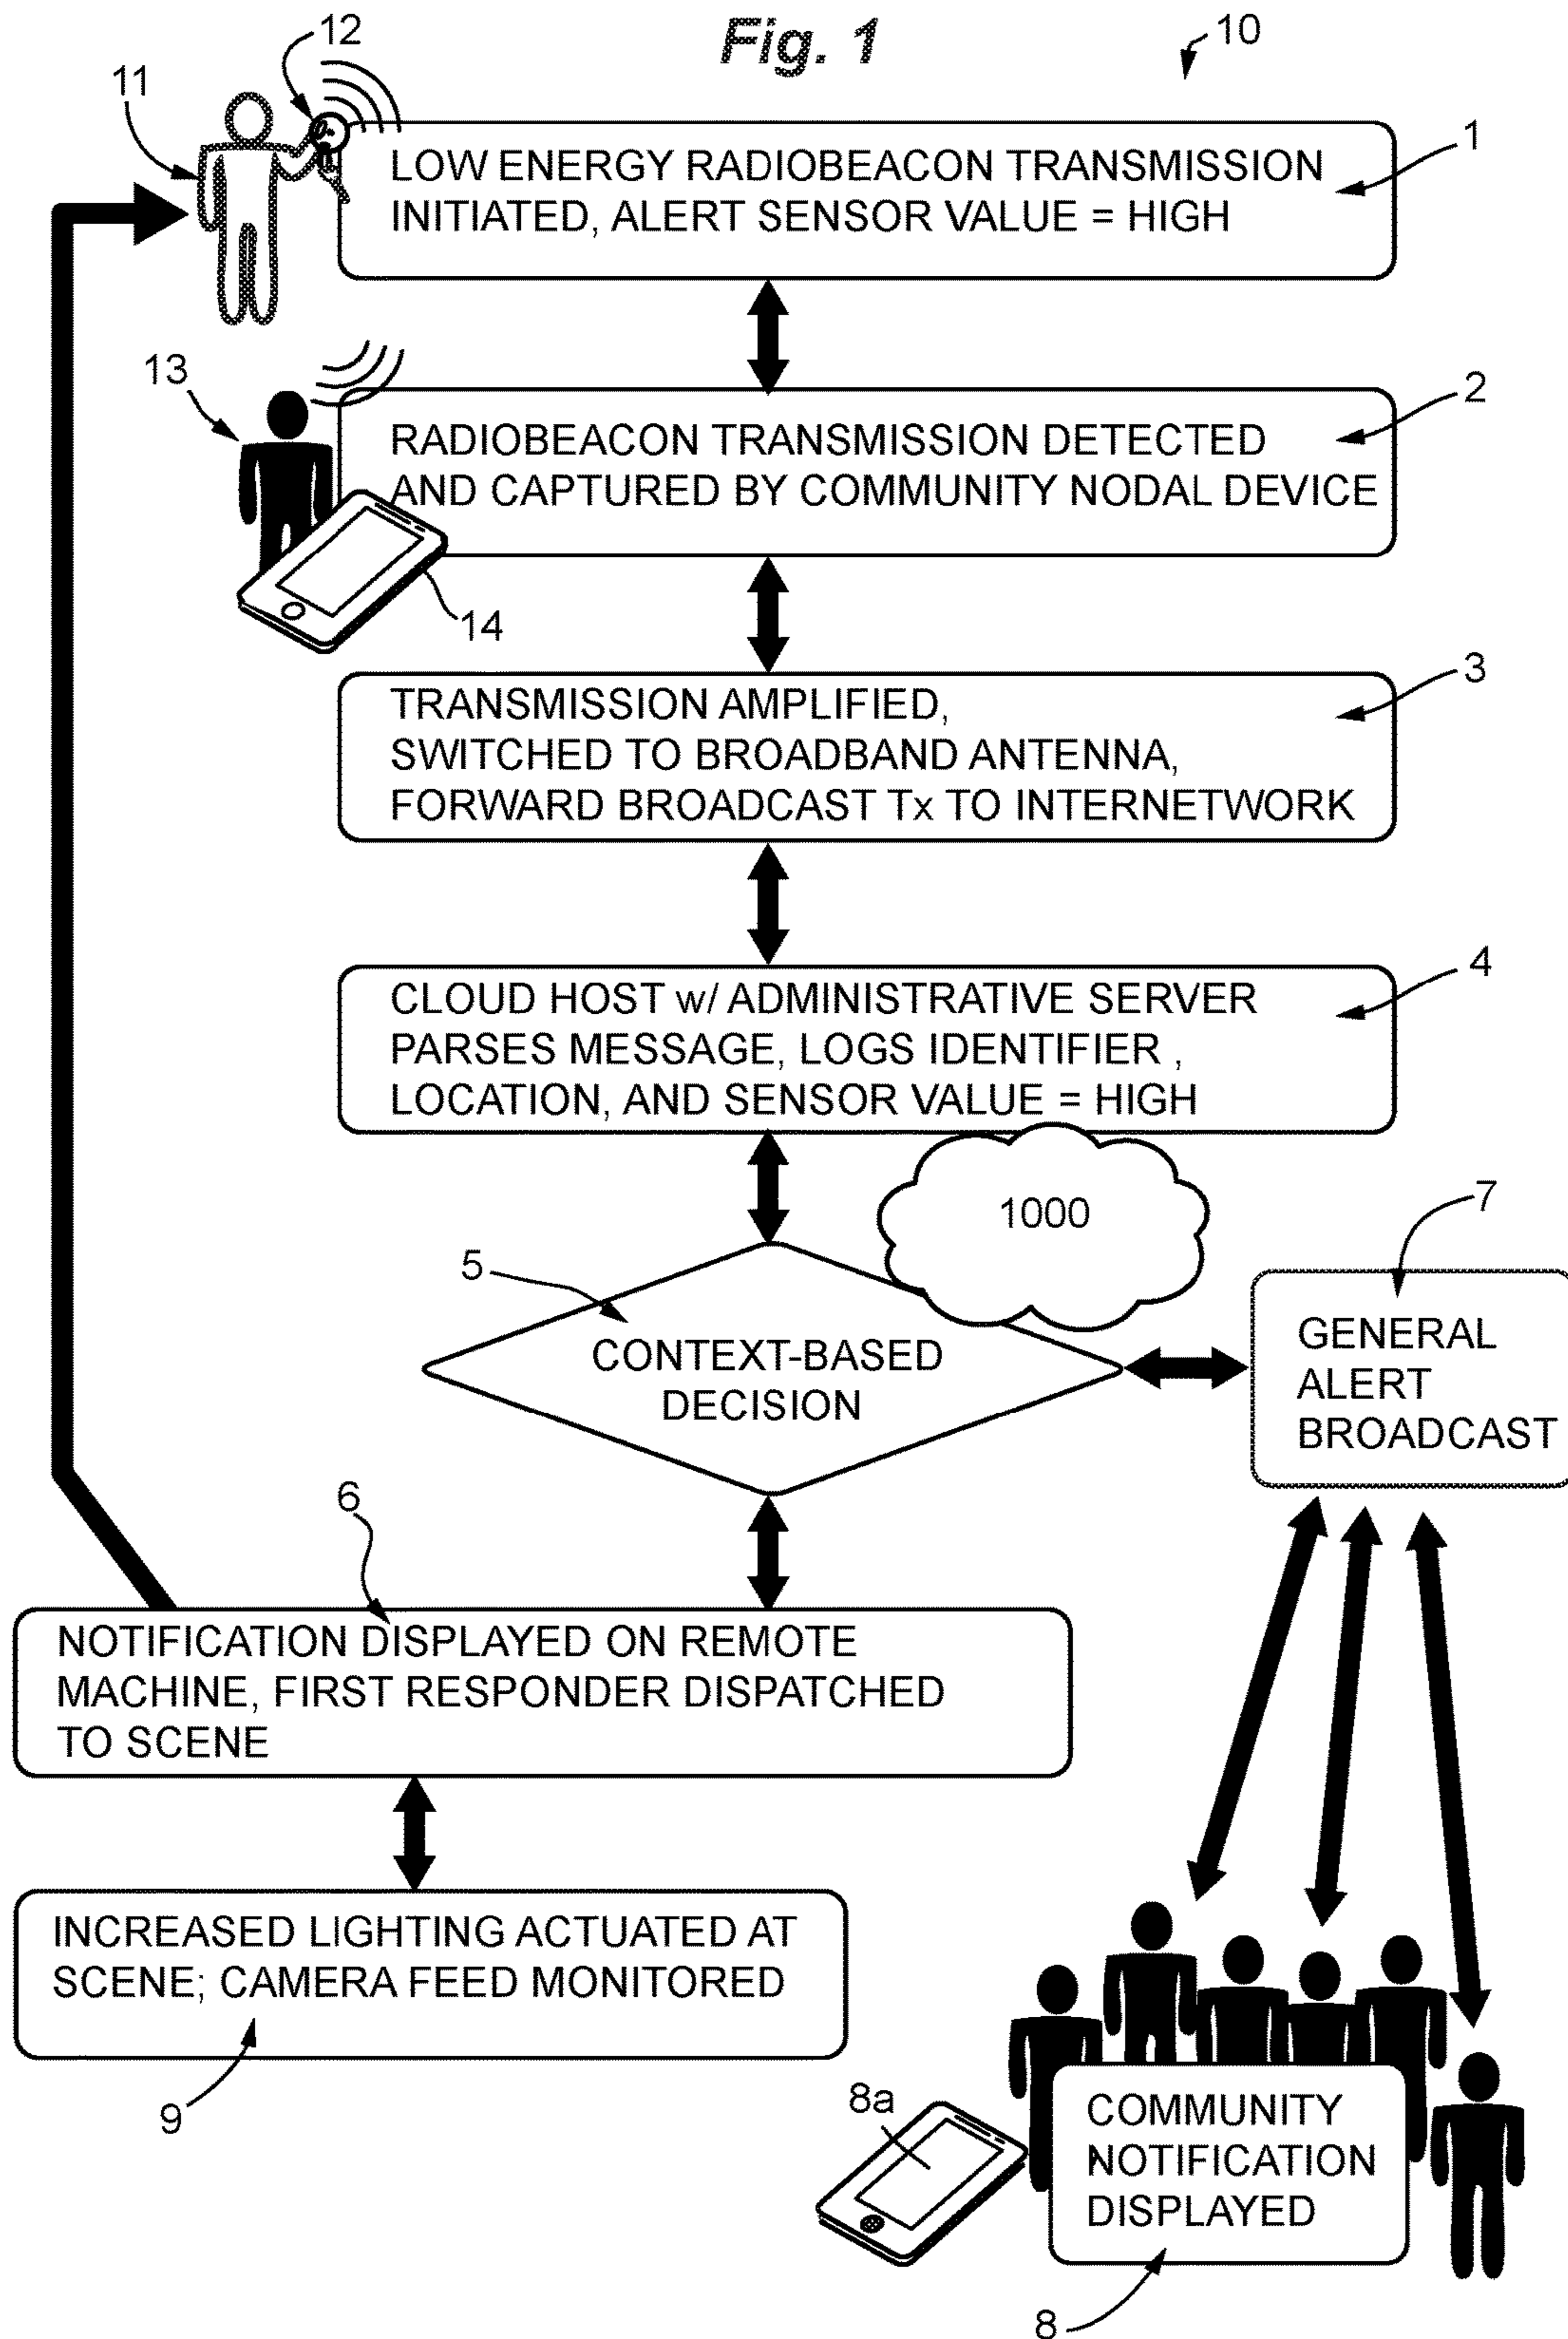 Fig. 1
10
12
11
1
LOW ENERGY RADIOBEACON TRANSMISSION
INITIATED, ALERT SENSOR VALUE = HIGH
13
2
RADIOBEACON TRANSMISSION DETECTED
AND CAPTURED BY COMMUNITY NODAL DEVICE
14
3
TRANSMISSION AMPLIFIED,
SWITCHED TO BROADBAND ANTENNA,
FORWARD BROADCAST Tx TO INTERNETWORK
4
CLOUD HOST w/ ADMINISTRATIVE SERVER
PARSES MESSAGE, LOGS IDENTIFIER ,
LOCATION, AND SENSOR VALUE = HIGH
1000
7
5
CONTEXT-BASED
DECISION
GENERAL
ALERT
BROADCAST
6
NOTIFICATION DISPLAYED ON REMOTE
MACHINE, FIRST RESPONDER DISPATCHED
TO SCENE
INCREASED LIGHTING ACTUATED AT
SCENE; CAMERA FEED MONITORED
9
8a
COMMUNITY
NOTIFICATION
DISPLAYED
8